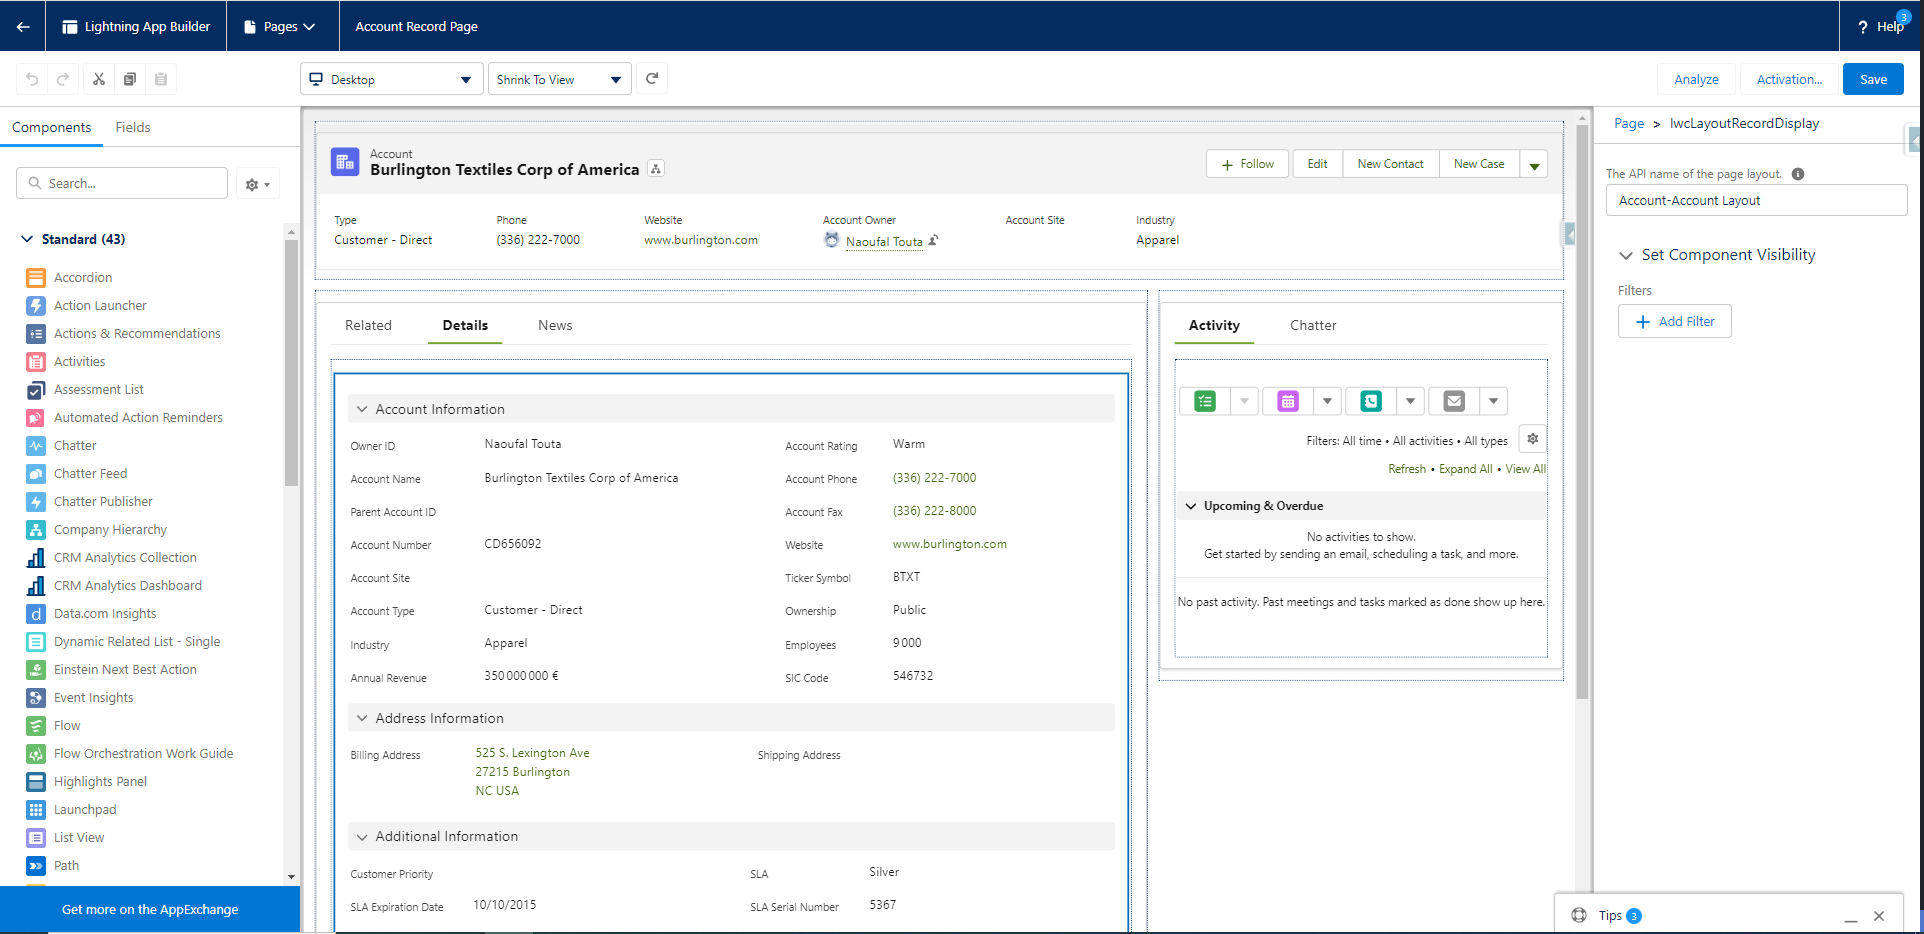 Lightning App Builder
Pages
Account Record Page
? Help
3
Desktop
Shrink To View
Analyze
Activation...
Save
Components
Fields
Search...
Standard (43)
Accordion
Action Launcher
Actions & Recommendations
Activities
Assessment List
Automated Action Reminders
Chatter
Chatter Feed
Chatter Publisher
Company Hierarchy
CRM Analytics Collection
CRM Analytics Dashboard
Data.com Insights
Dynamic Related List - Single
Einstein Next Best Action
Event Insights
Flow
Flow Orchestration Work Guide
Highlights Panel
Launchpad
List View
Path
Get more on the AppExchange
Account
Burlington Textiles Corp of America
+ Follow
Edit
New Contact
New Case
Type
Customer - Direct
Phone
(336) 222-7000
Website
www.burlington.com
Account Owner
Naoufal Touta
Account Site
Industry
Apparel
Related
Details
News
Account Information
Owner ID Naoufal Touta
Account Rating Warm
Account Name Burlington Textiles Corp of America
Account Phone (336) 222-7000
Parent Account ID
Account Fax (336) 222-8000
Account Number CD656092
Website www.burlington.com
Account Site
Ticker Symbol BTXT
Account Type Customer - Direct
Ownership Public
Industry Apparel
Employees 9 000
Annual Revenue 350 000 000 €
SIC Code 546732
Address Information
Billing Address 525 S. Lexington Ave
27215 Burlington
NC USA
Shipping Address
Additional Information
Customer Priority
SLA Silver
SLA Expiration Date 10/10/2015
SLA Serial Number 5367
Activity
Chatter
Filters: All time • All activities • All types
Refresh • Expand All • View All
Upcoming & Overdue
No activities to show.
Get started by sending an email, scheduling a task, and more.
No past activity. Past meetings and tasks marked as done show up here.
Page > lwcLayoutRecordDisplay
The API name of the page layout.
Account-Account Layout
Set Component Visibility
Filters
+ Add Filter
Tips 3